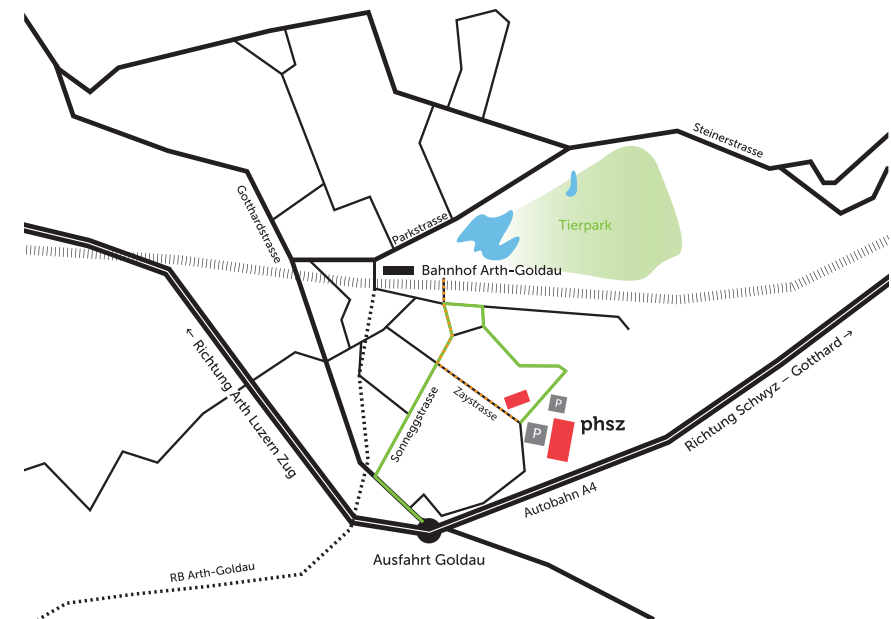 Steinerstrasse
Gotthardstrasse
Parkstrasse
Tierpark
Bahnhof Arth-Goldau
← Richtung Arth Luzern Zug
Richtung Schwyz – Gotthard →
Sonneggstrasse
Zaystrasse
P
P
phsz
Autobahn A4
Ausfahrt Goldau
RB Arth-Goldau